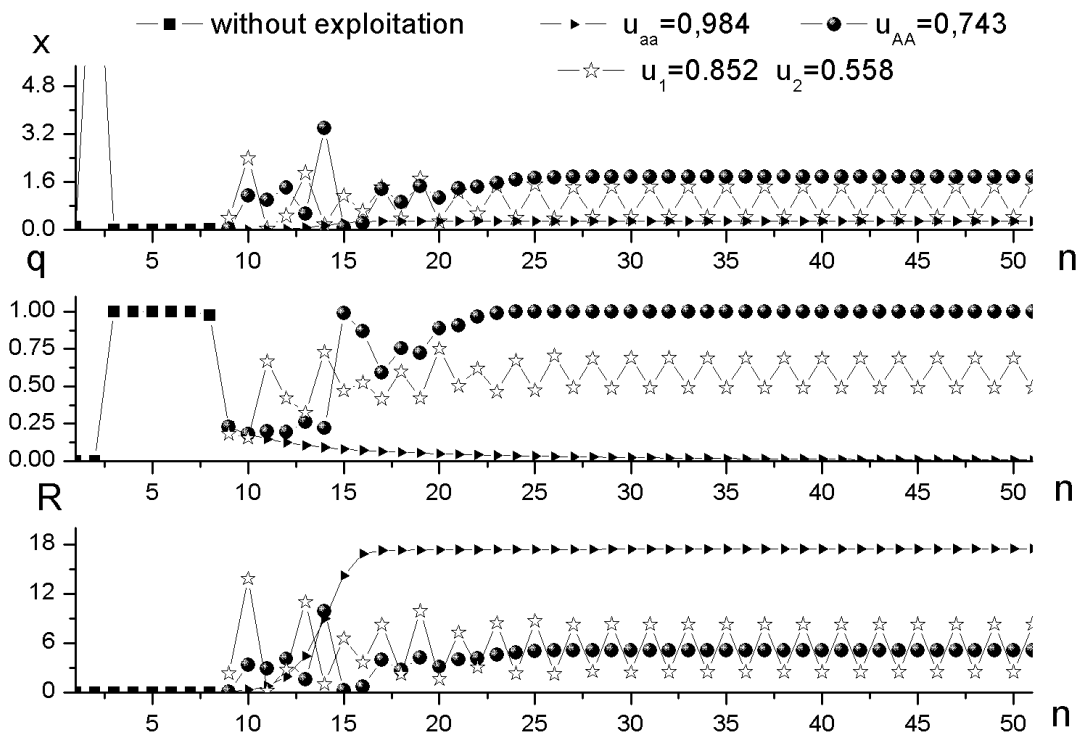 without exploitation
u_aa=0,984
u_AA=0,743
u_1=0.852 u_2=0.558
x
4.8
3.2
1.6
0.0
5 10 15 20 25 30 35 40 45 50
n
q
1.00
0.75
0.50
0.25
0.00
5 10 15 20 25 30 35 40 45 50
n
R
18
12
6
0
5 10 15 20 25 30 35 40 45 50
n